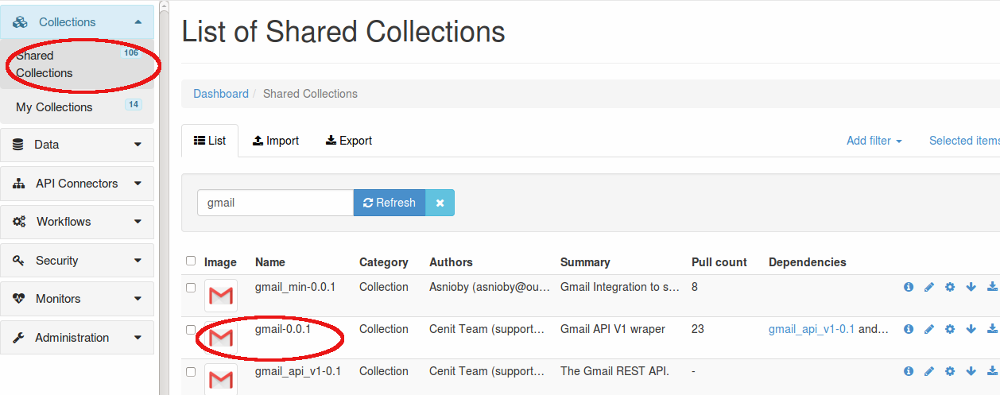 Collections
Shared Collections
106
My Collections
14
Data
API Connectors
Workflows
Security
Monitors
Administration
List of Shared Collections
Dashboard / Shared Collections
List Import Export Add filter Selected items
gmail Refresh
Image Name Category Authors Summary Pull count Dependencies
gmail_min-0.0.1 Collection Asnioby (asnioby@ou... Gmail Integration to s... 8
gmail-0.0.1 Collection Cenit Team (support... Gmail API V1 wraper 23 gmail_api_v1-0.1 and...
gmail_api_v1-0.1 Collection Cenit Team (support... The Gmail REST API. -